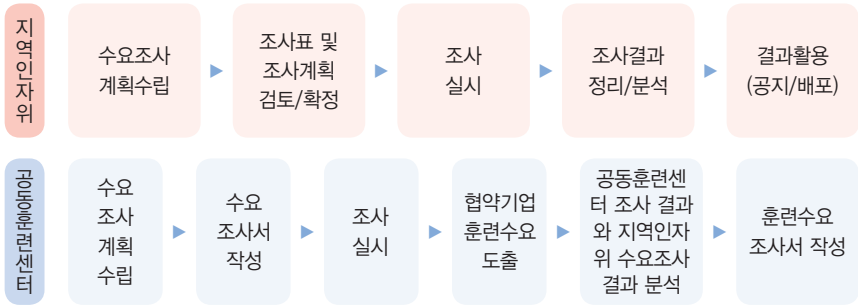 지역인자위
수요조사
계획수립
조사표 및
조사계획
검토/확정
조사
실시
조사결과
정리/분석
결과활용
(공지/배포)
공동훈련센터
수요
조사
계획
수립
수요
조사서
작성
조사
실시
협약기업
훈련수요
도출
공동훈련센
터 조사 결과
와 지역인자
위 수요조사
결과 분석
훈련수요
조사서 작성